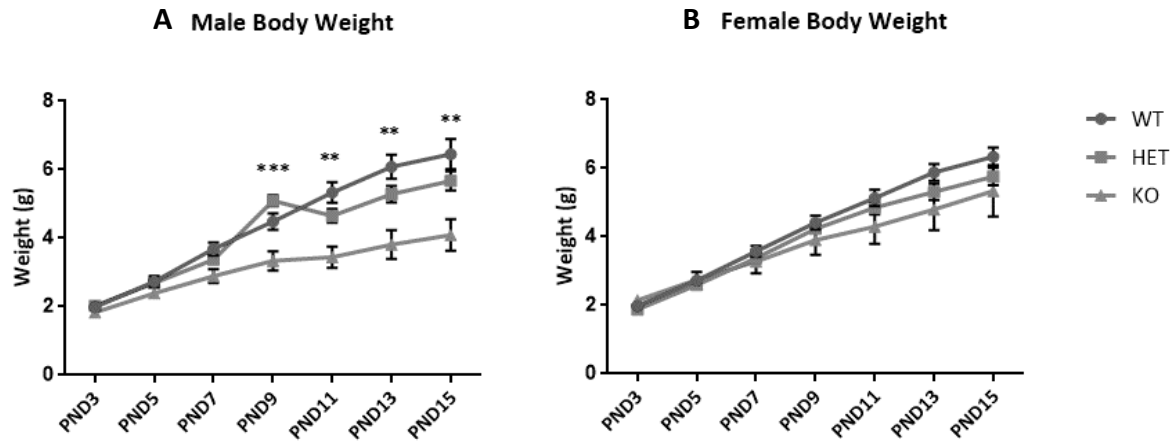 A Male Body Weight
Weight (g)
8
6
4
2
0
***
**
**
**
PND3
PND5
PND7
PND9
PND11
PND13
PND15
B Female Body Weight
Weight (g)
8
6
4
2
0
PND3
PND5
PND7
PND9
PND11
PND13
PND15
WT
HET
KO